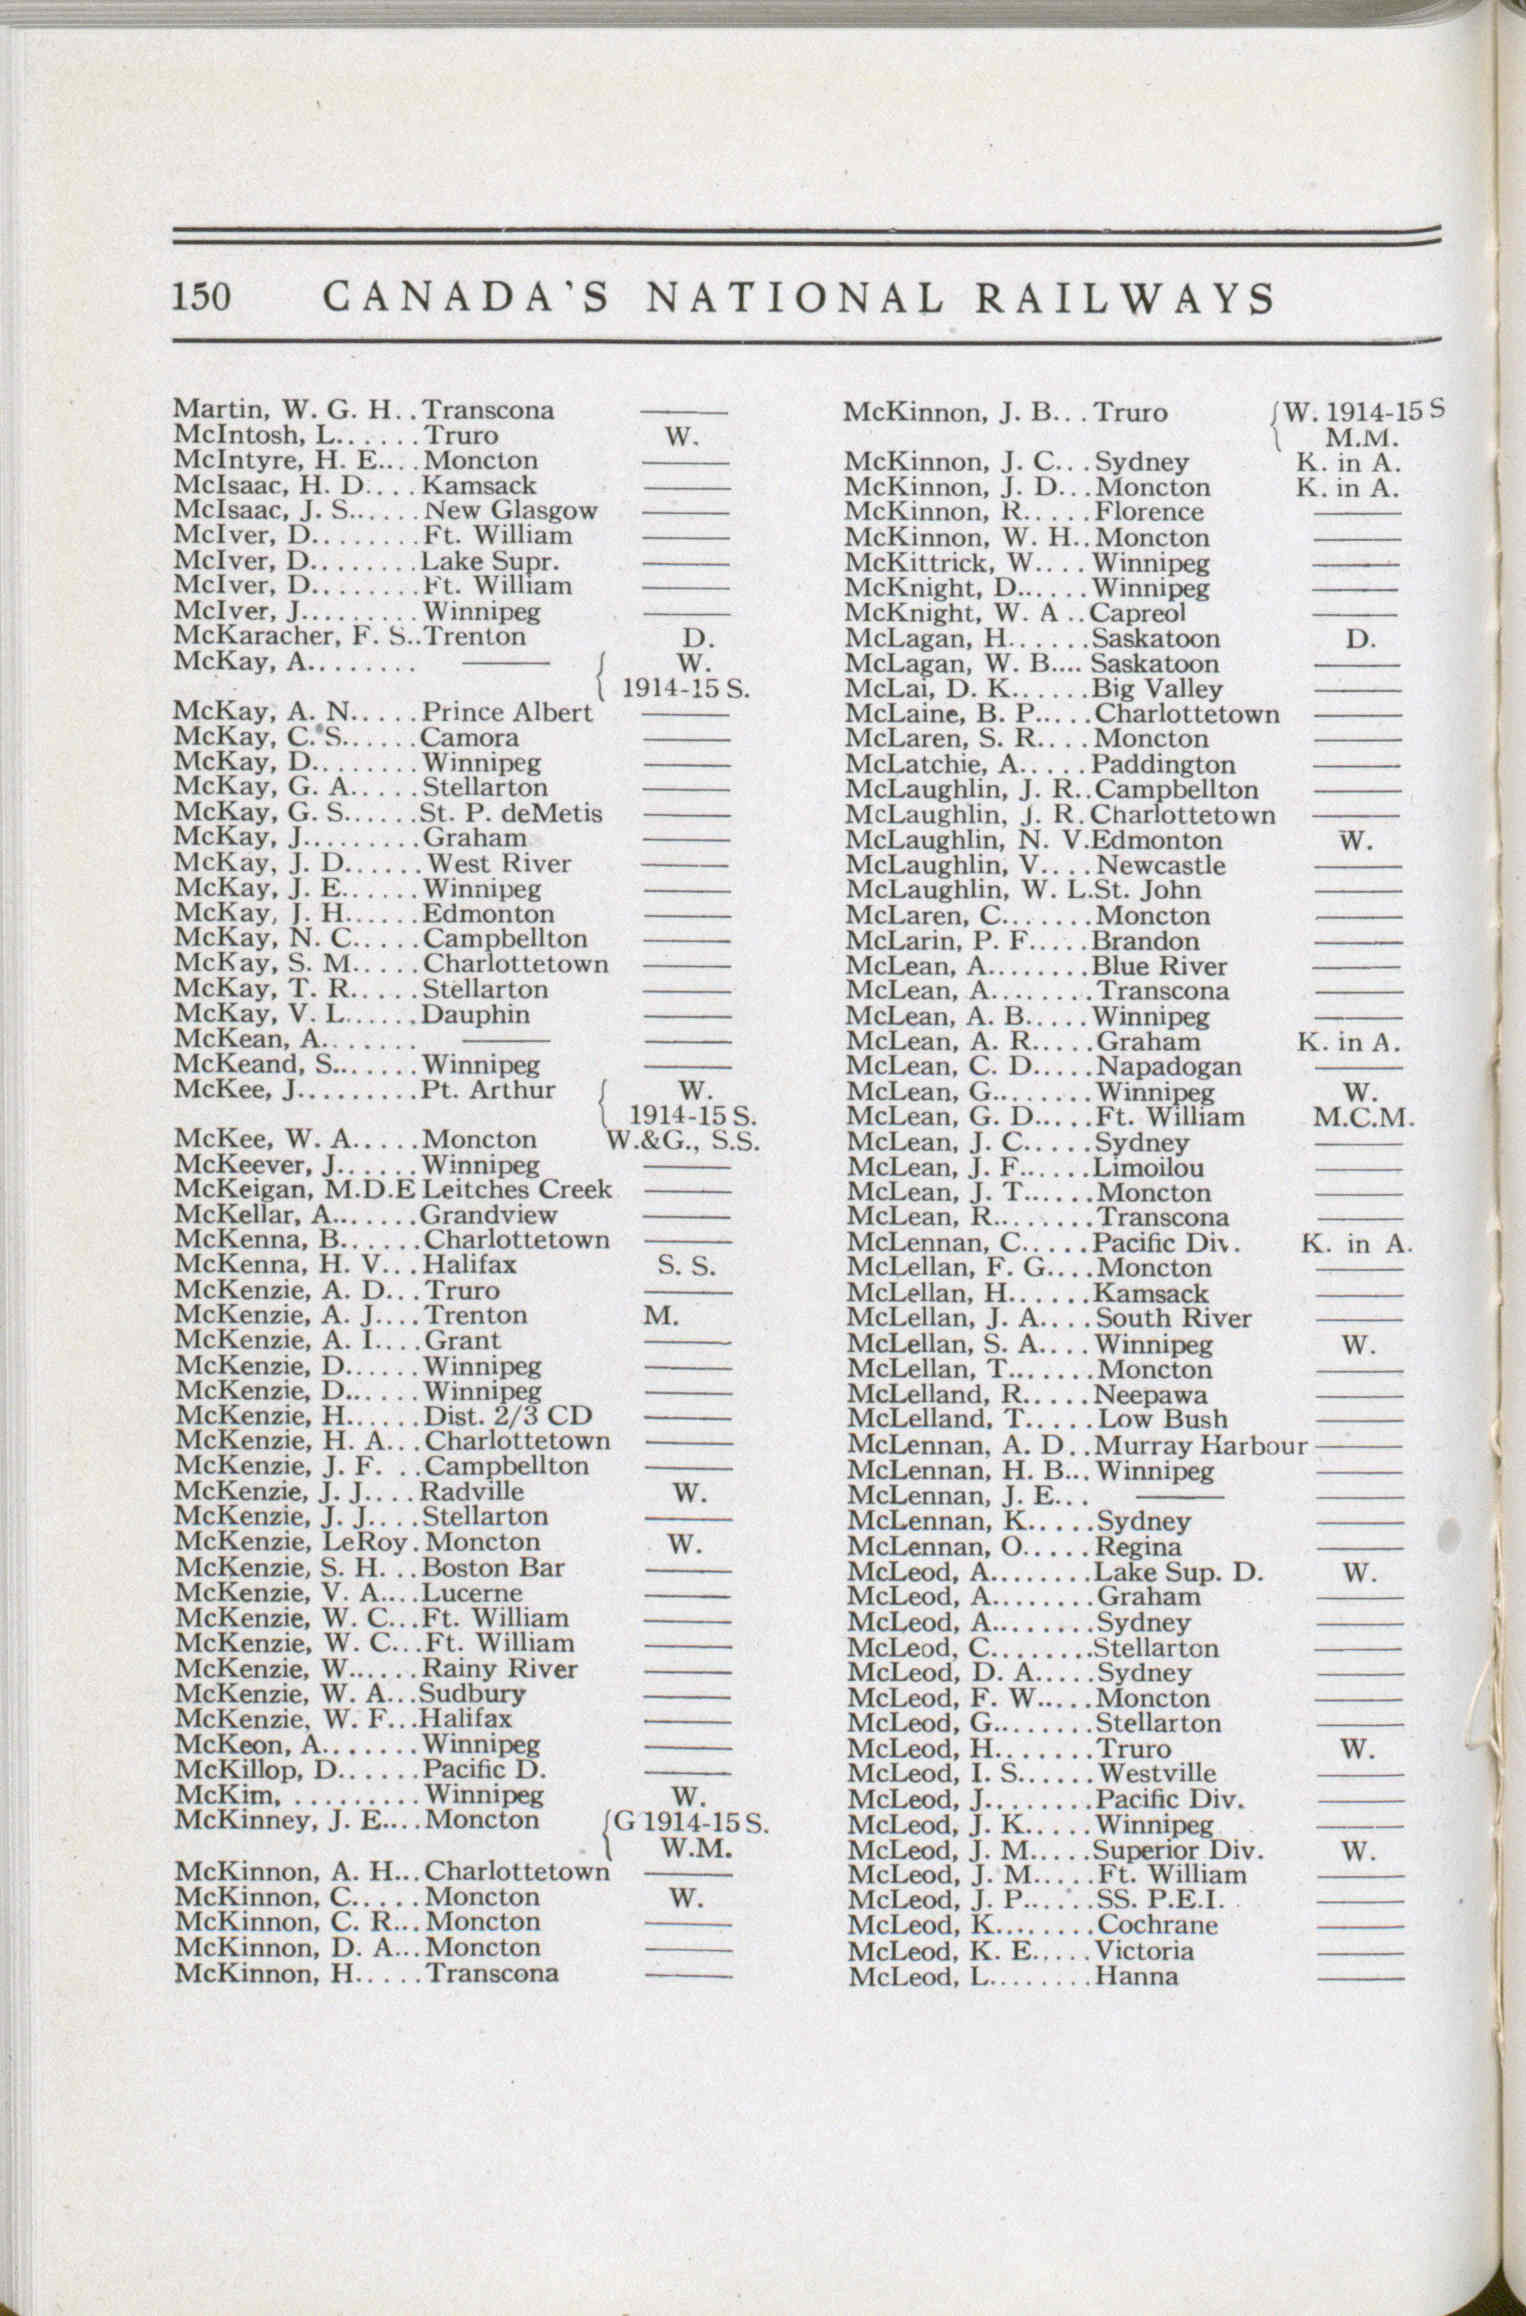 150 CANADA'S NATIONAL RAILWAYS
Martin, W. G. H.. Transcona ———
McIntosh, L...... Truro W.
McIntyre, H. E.... Moncton ———
McIsaac, H. D.... Kamsack ———
McIsaac, J. S...... New Glasgow ———
McIver, D........ Ft. William ———
McIver, D........ Lake Supr. ———
McIver, D........ Ft. William ———
McIver, J......... Winnipeg ———
McKaracher, F. S.. Trenton D.
McKay, A........ ——— { W.
1914-15 S.
McKay, A. N..... Prince Albert ———
McKay, C. S...... Camora ———
McKay, D........ Winnipeg ———
McKay, G. A..... Stellarton ———
McKay, G. S...... St. P. deMetis ———
McKay, J......... Graham ———
McKay, J. D...... West River ———
McKay, J. E...... Winnipeg ———
McKay, J. H...... Edmonton ———
McKay, N. C..... Campbellton ———
McKay, S. M..... Charlottetown ———
McKay, T. R..... Stellarton ———
McKay, V. L...... Dauphin ———
McKean, A....... ——— ———
McKeand, S....... Winnipeg ———
McKee, J......... Pt. Arthur { W.
1914-15 S.
McKee, W. A..... Moncton W.&G., S.S.
McKeever, J...... Winnipeg ———
McKeigan, M.D.E Leitches Creek ———
McKellar, A....... Grandview ———
McKenna, B...... Charlottetown ———
McKenna, H. V... Halifax S. S.
McKenzie, A. D... Truro ———
McKenzie, A. J.... Trenton M.
McKenzie, A. I.... Grant ———
McKenzie, D...... Winnipeg ———
McKenzie, D...... Winnipeg ———
McKenzie, H...... Dist. 2/3 CD ———
McKenzie, H. A... Charlottetown ———
McKenzie, J. F. .. Campbellton ———
McKenzie, J. J.... Radville W.
McKenzie, J. J.... Stellarton ———
McKenzie, LeRoy. Moncton W.
McKenzie, S. H. .. Boston Bar ———
McKenzie, V. A.... Lucerne ———
McKenzie, W. C... Ft. William ———
McKenzie, W. C... Ft. William ———
McKenzie, W...... Rainy River ———
McKenzie, W. A... Sudbury ———
McKenzie, W. F... Halifax ———
McKeon, A....... Winnipeg ———
McKillop, D...... Pacific D. ———
McKim, ......... Winnipeg W.
McKinney, J. E.... Moncton {G 1914-15 S.
W.M.
McKinnon, A. H... Charlottetown ———
McKinnon, C..... Moncton W.
McKinnon, C. R... Moncton ———
McKinnon, D. A... Moncton ———
McKinnon, H..... Transcona ———
McKinnon, J. B... Truro {W. 1914-15 S
M.M.
McKinnon, J. C... Sydney K. in A.
McKinnon, J. D... Moncton K. in A.
McKinnon, R..... Florence ———
McKinnon, W. H.. Moncton ———
McKittrick, W.... Winnipeg ———
McKnight, D...... Winnipeg ———
McKnight, W. A .. Capreol ———
McLagan, H...... Saskatoon D.
McLagan, W. B.... Saskatoon ———
McLai, D. K...... Big Valley ———
McLaine, B. P..... Charlottetown ———
McLaren, S. R.... Moncton ———
McLatchie, A..... Paddington ———
McLaughlin, J. R.. Campbellton ———
McLaughlin, J. R. Charlottetown ———
McLaughlin, N. V. Edmonton W.
McLaughlin, V.... Newcastle ———
McLaughlin, W. L. St. John ———
McLaren, C....... Moncton ———
McLarin, P. F..... Brandon ———
McLean, A........ Blue River ———
McLean, A........ Transcona ———
McLean, A. B..... Winnipeg ———
McLean, A. R..... Graham K. in A.
McLean, C. D..... Napadogan ———
McLean, G........ Winnipeg W.
McLean, G. D..... Ft. William M.C.M.
McLean, J. C..... Sydney ———
McLean, J. F...... Limoilou ———
McLean, J. T...... Moncton ———
McLean, R........ Transcona ———
McLennan, C..... Pacific Div. K. in A.
McLellan, F. G.... Moncton ———
McLellan, H...... Kamsack ———
McLellan, J. A.... South River ———
McLellan, S. A.... Winnipeg W.
McLellan, T....... Moncton ———
McLelland, R..... Neepawa ———
McLelland, T..... Low Bush ———
McLennan, A. D.. Murray Harbour ———
McLennan, H. B... Winnipeg ———
McLennan, J. E... ——— ———
McLennan, K..... Sydney ———
McLennan, O..... Regina ———
McLeod, A........ Lake Sup. D. W.
McLeod, A........ Graham ———
McLeod, A........ Sydney ———
McLeod, C........ Stellarton ———
McLeod, D. A..... Sydney ———
McLeod, F. W..... Moncton ———
McLeod, G........ Stellarton ———
McLeod, H....... Truro W.
McLeod, I. S...... Westville ———
McLeod, J........ Pacific Div. ———
McLeod, J. K..... Winnipeg ———
McLeod, J. M..... Superior Div. W.
McLeod, J. M..... Ft. William ———
McLeod, J. P...... SS. P.E.I. ———
McLeod, K........ Cochrane ———
McLeod, K. E..... Victoria ———
McLeod, L........ Hanna ———